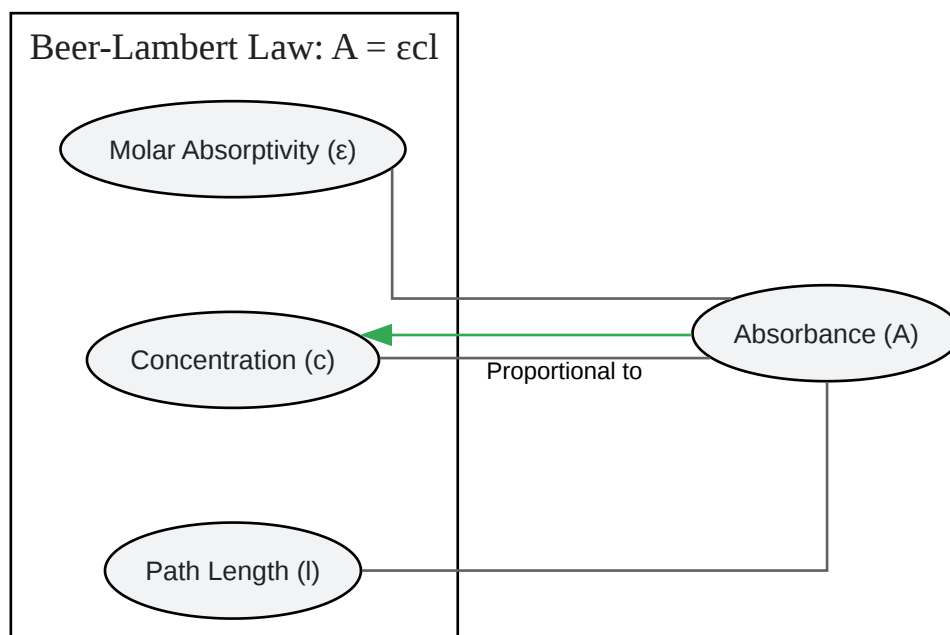 Beer-Lambert Law: A = εcl
Molar Absorptivity (ε)
Absorbance (A)
Concentration (c)
Proportional to
Path Length (l)